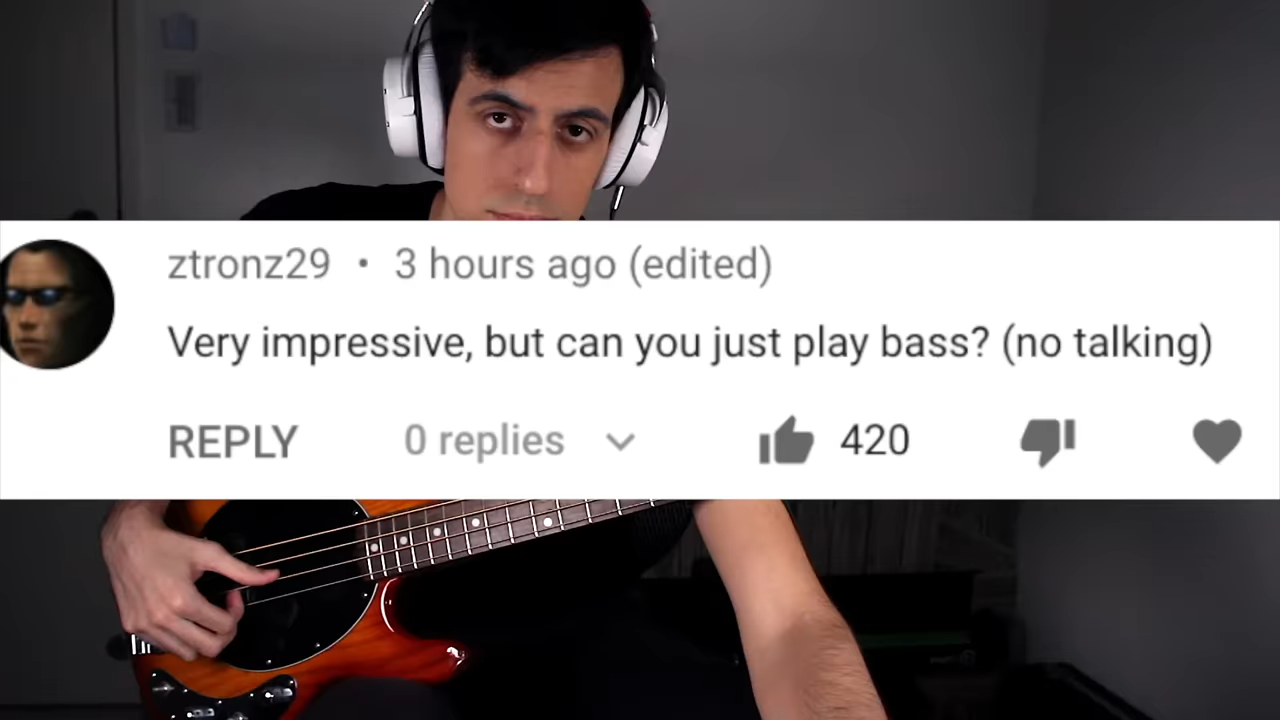 ztronz29 • 3 hours ago (edited)
Very impressive, but can you just play bass? (no talking)
REPLY 0 replies 420